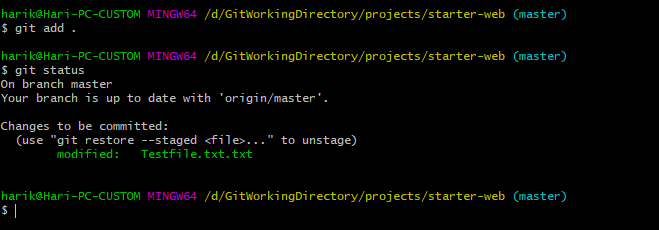 harik@Hari-PC-CUSTOM MINGW64 /d/GitWorkingDirectory/projects/starter-web (master)
$ git add .
harik@Hari-PC-CUSTOM MINGW64 /d/GitWorkingDirectory/projects/starter-web (master)
$ git status
On branch master
Your branch is up to date with 'origin/master'.
Changes to be committed:
  (use "git restore --staged <file>..." to unstage)
        modified:   Testfile.txt.txt
harik@Hari-PC-CUSTOM MINGW64 /d/GitWorkingDirectory/projects/starter-web (master)
$